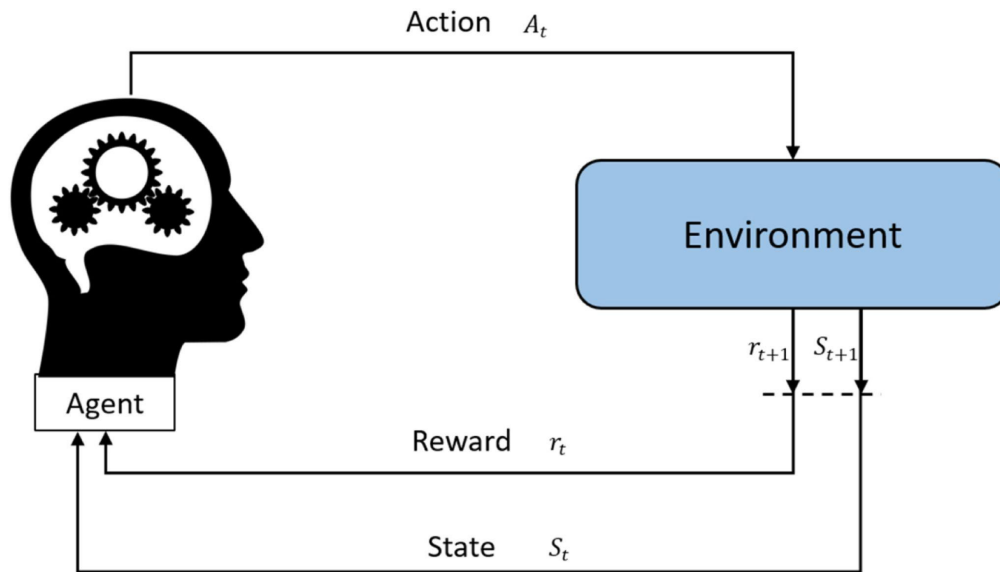 Action A_t
Environment
r_{t+1} S_{t+1}
Agent
Reward r_t
State S_t